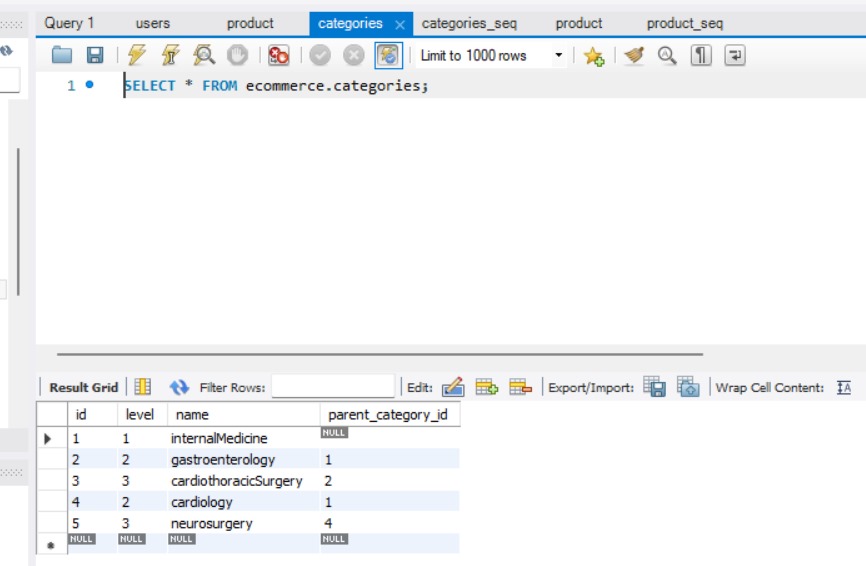 Query 1 users product categories categories_seq product product_seq
Limit to 1000 rows
1 SELECT * FROM ecommerce.categories;
Result Grid Filter Rows: Edit: Export/Import: Wrap Cell Content:
id level name parent_category_id
1 1 internalMedicine NULL
2 2 gastroenterology 1
3 3 cardiothoracicSurgery 2
4 2 cardiology 1
5 3 neurosurgery 4
NULL NULL NULL NULL